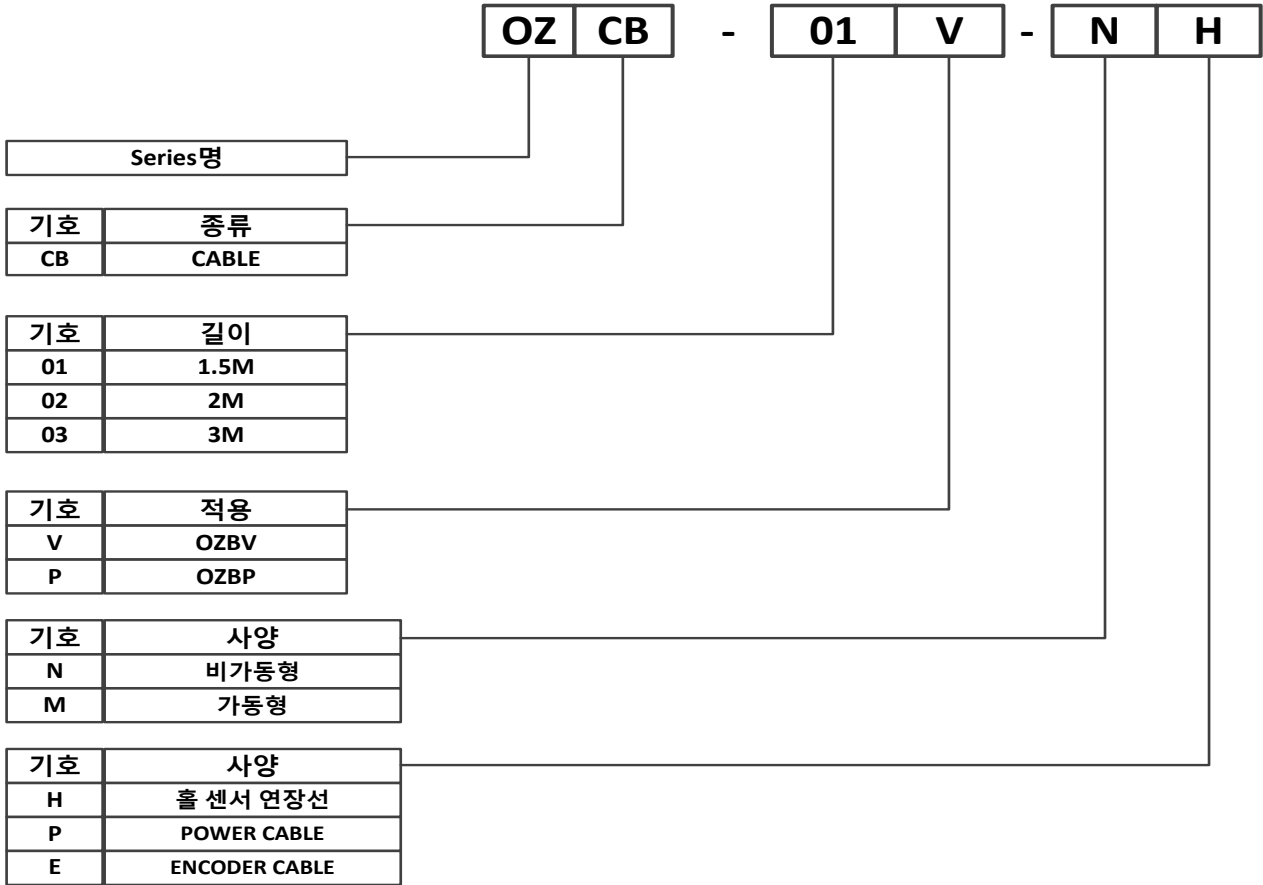 OZ CB - 01 V - N H
Series명
기호 종류
CB CABLE
기호 길이
01 1.5M
02 2M
03 3M
기호 적용
V OZBV
P OZBP
기호 사양
N 비가동형
M 가동형
기호 사양
H 홀 센서 연장선
P POWER CABLE
E ENCODER CABLE